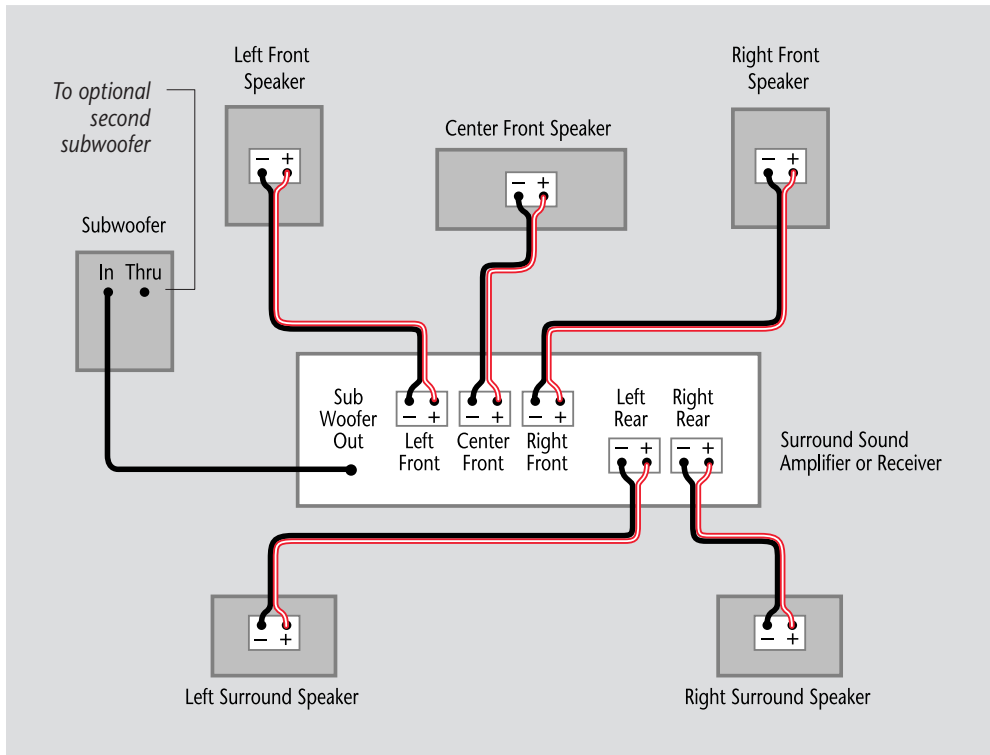 Left Front
Speaker
Right Front
Speaker
To optional
second
subwoofer
Center Front Speaker
− +
− +
− +
Subwoofer
In Thru
Sub
Woofer
Out
− +
Left
Front
− +
Center
Front
− +
Right
Front
Left
Rear
− +
Right
Rear
− +
Surround Sound
Amplifier or Receiver
− +
Left Surround Speaker
− +
Right Surround Speaker